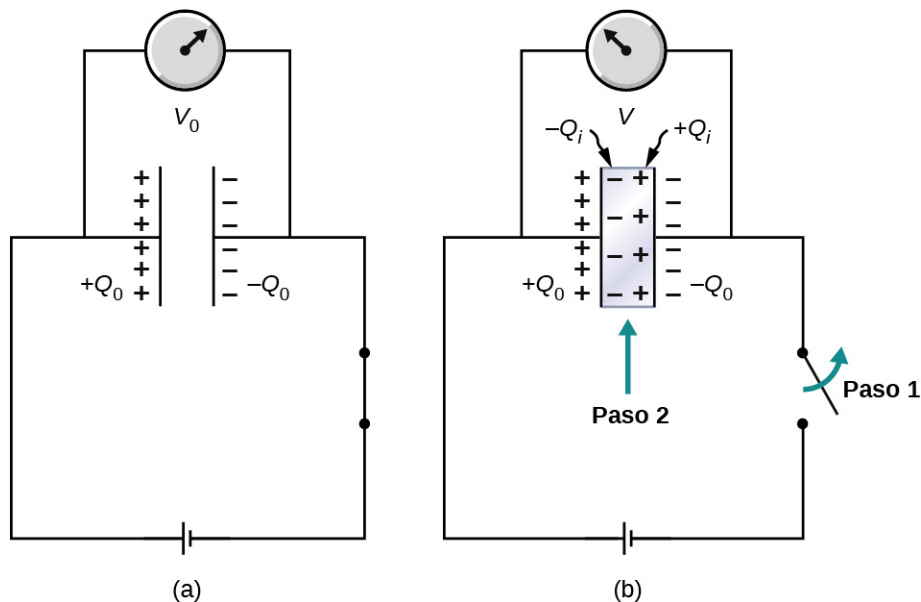 V₀
+Q₀
−Q₀
(a)
V
−Qᵢ
+Qᵢ
+Q₀
−Q₀
Paso 1
Paso 2
(b)